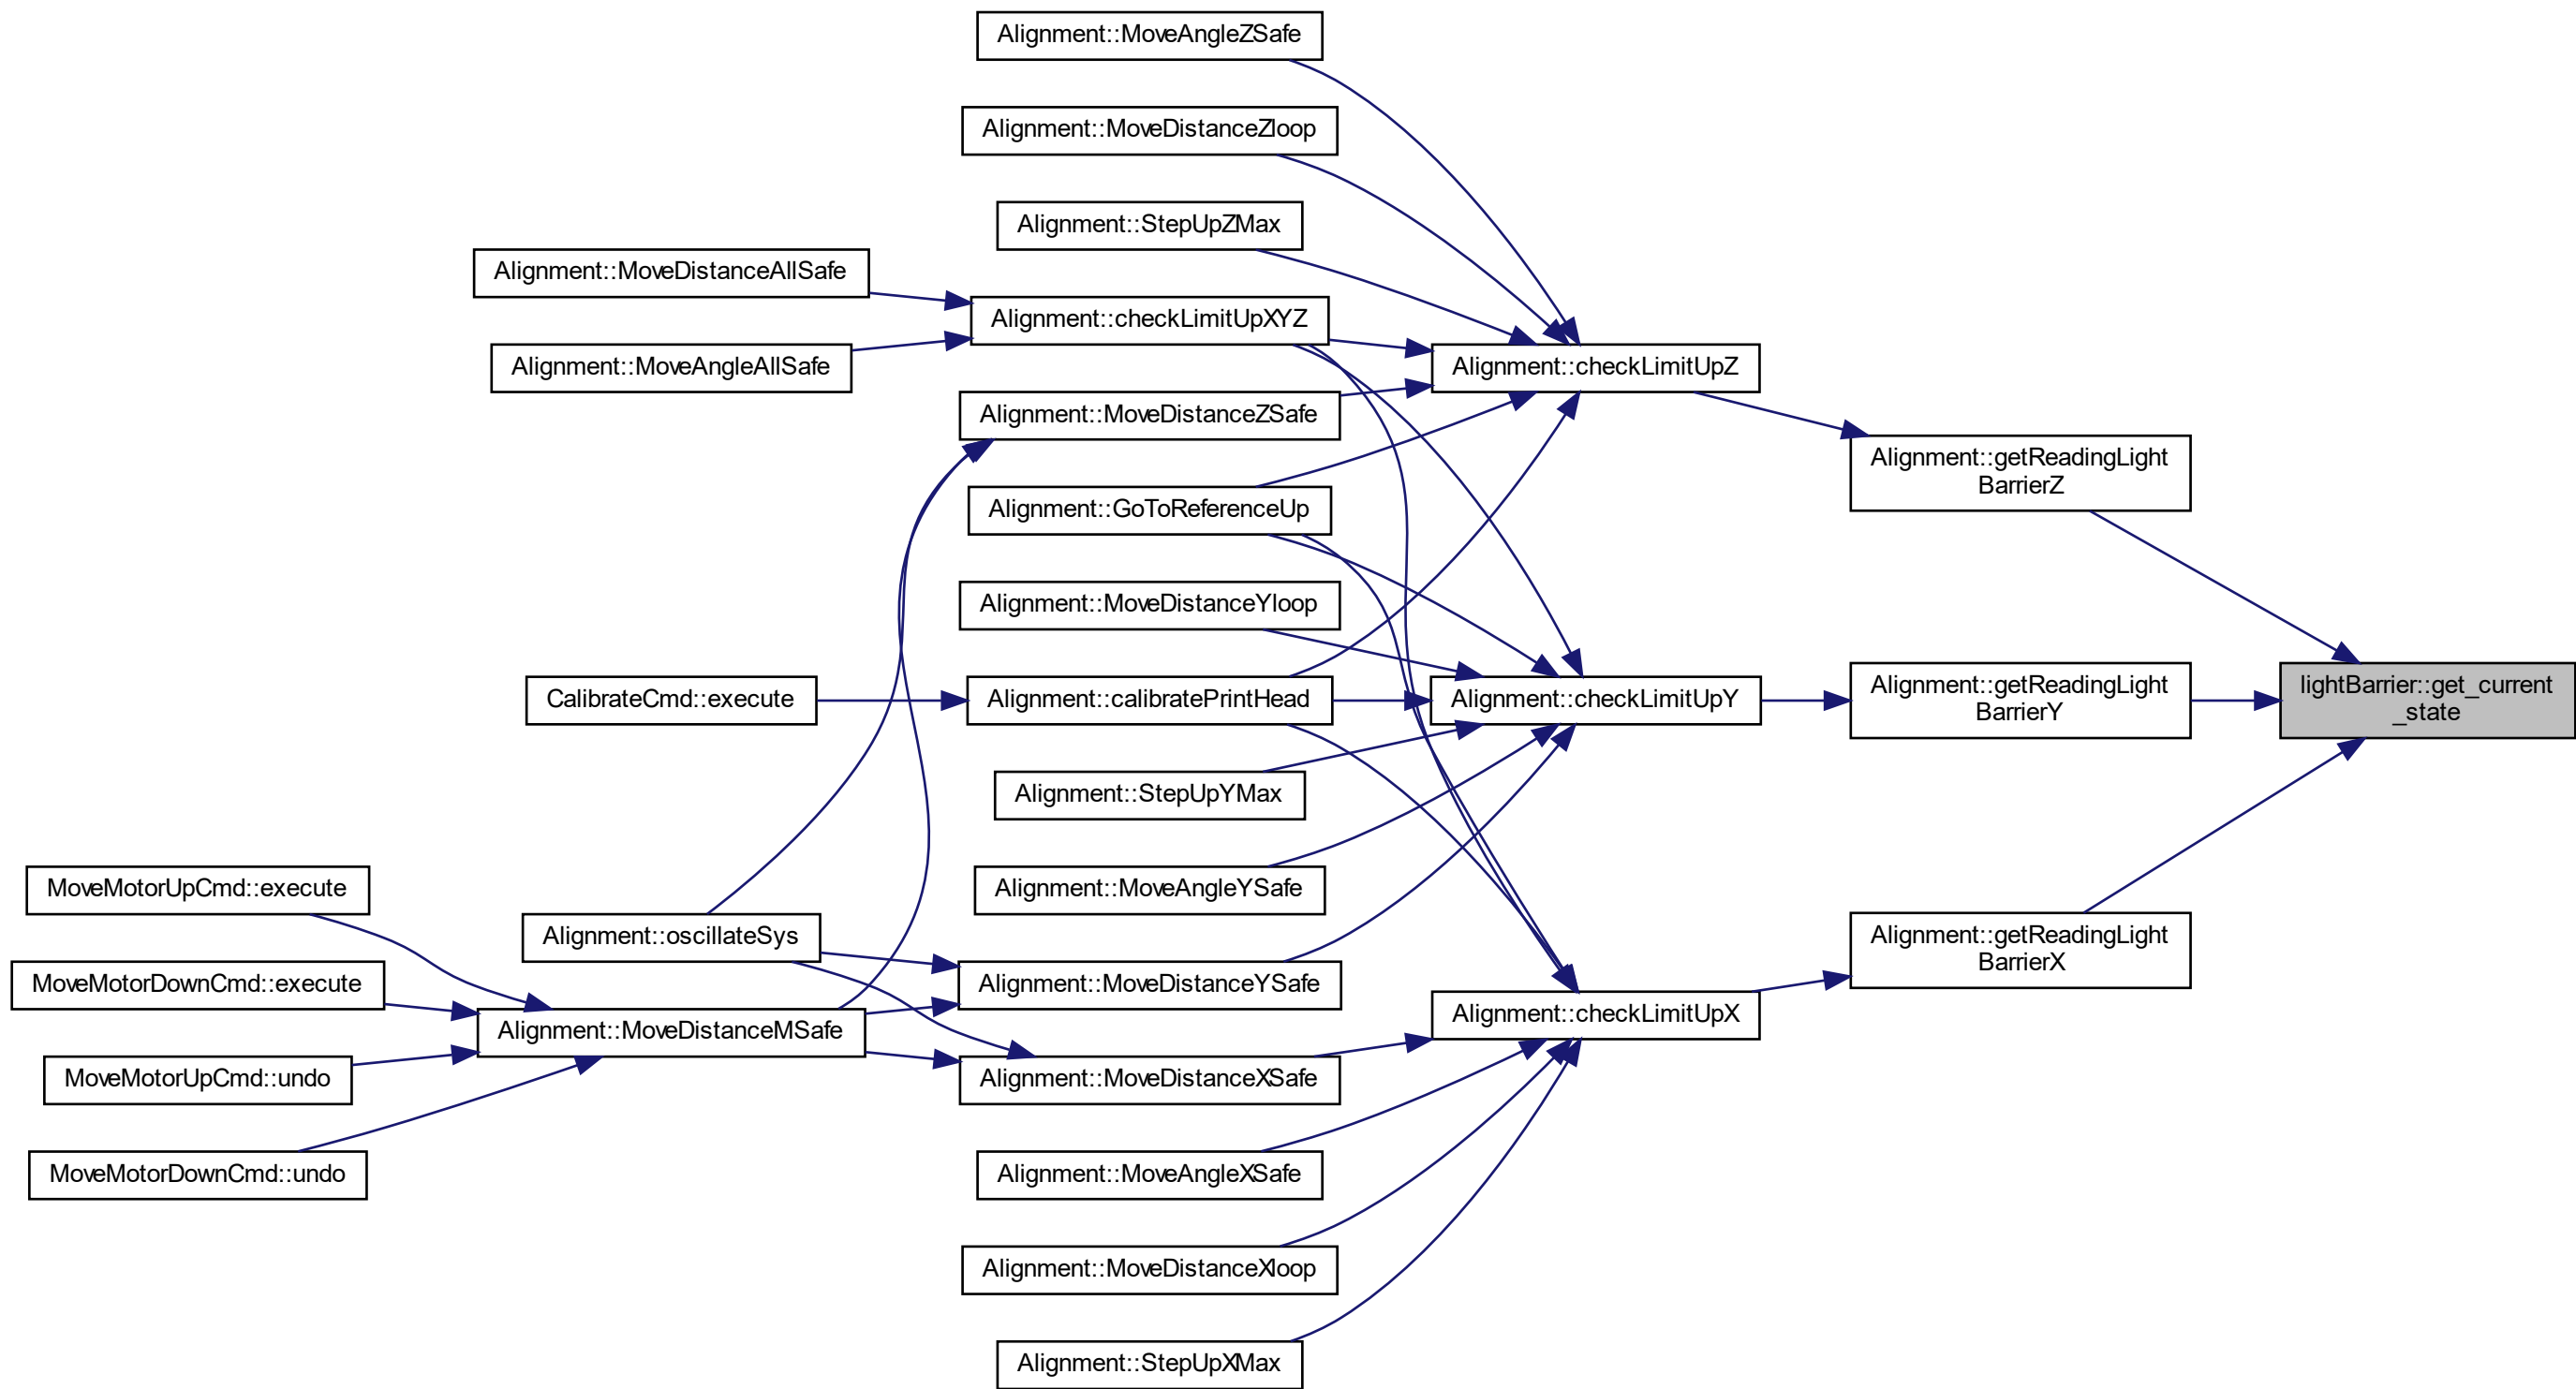 Alignment::MoveAngleZSafe
Alignment::MoveDistanceZloop
Alignment::StepUpZMax
Alignment::MoveDistanceAllSafe
Alignment::checkLimitUpXYZ
Alignment::MoveAngleAllSafe
Alignment::checkLimitUpZ
Alignment::MoveDistanceZSafe
Alignment::getReadingLight
BarrierZ
Alignment::GoToReferenceUp
Alignment::MoveDistanceYloop
CalibrateCmd::execute
Alignment::calibratePrintHead
Alignment::checkLimitUpY
Alignment::getReadingLight
BarrierY
lightBarrier::get_current
_state
Alignment::StepUpYMax
MoveMotorUpCmd::execute
Alignment::MoveAngleYSafe
Alignment::oscillateSys
Alignment::getReadingLight
BarrierX
MoveMotorDownCmd::execute
Alignment::MoveDistanceYSafe
Alignment::MoveDistanceMSafe
Alignment::checkLimitUpX
MoveMotorUpCmd::undo
Alignment::MoveDistanceXSafe
MoveMotorDownCmd::undo
Alignment::MoveAngleXSafe
Alignment::MoveDistanceXloop
Alignment::StepUpXMax